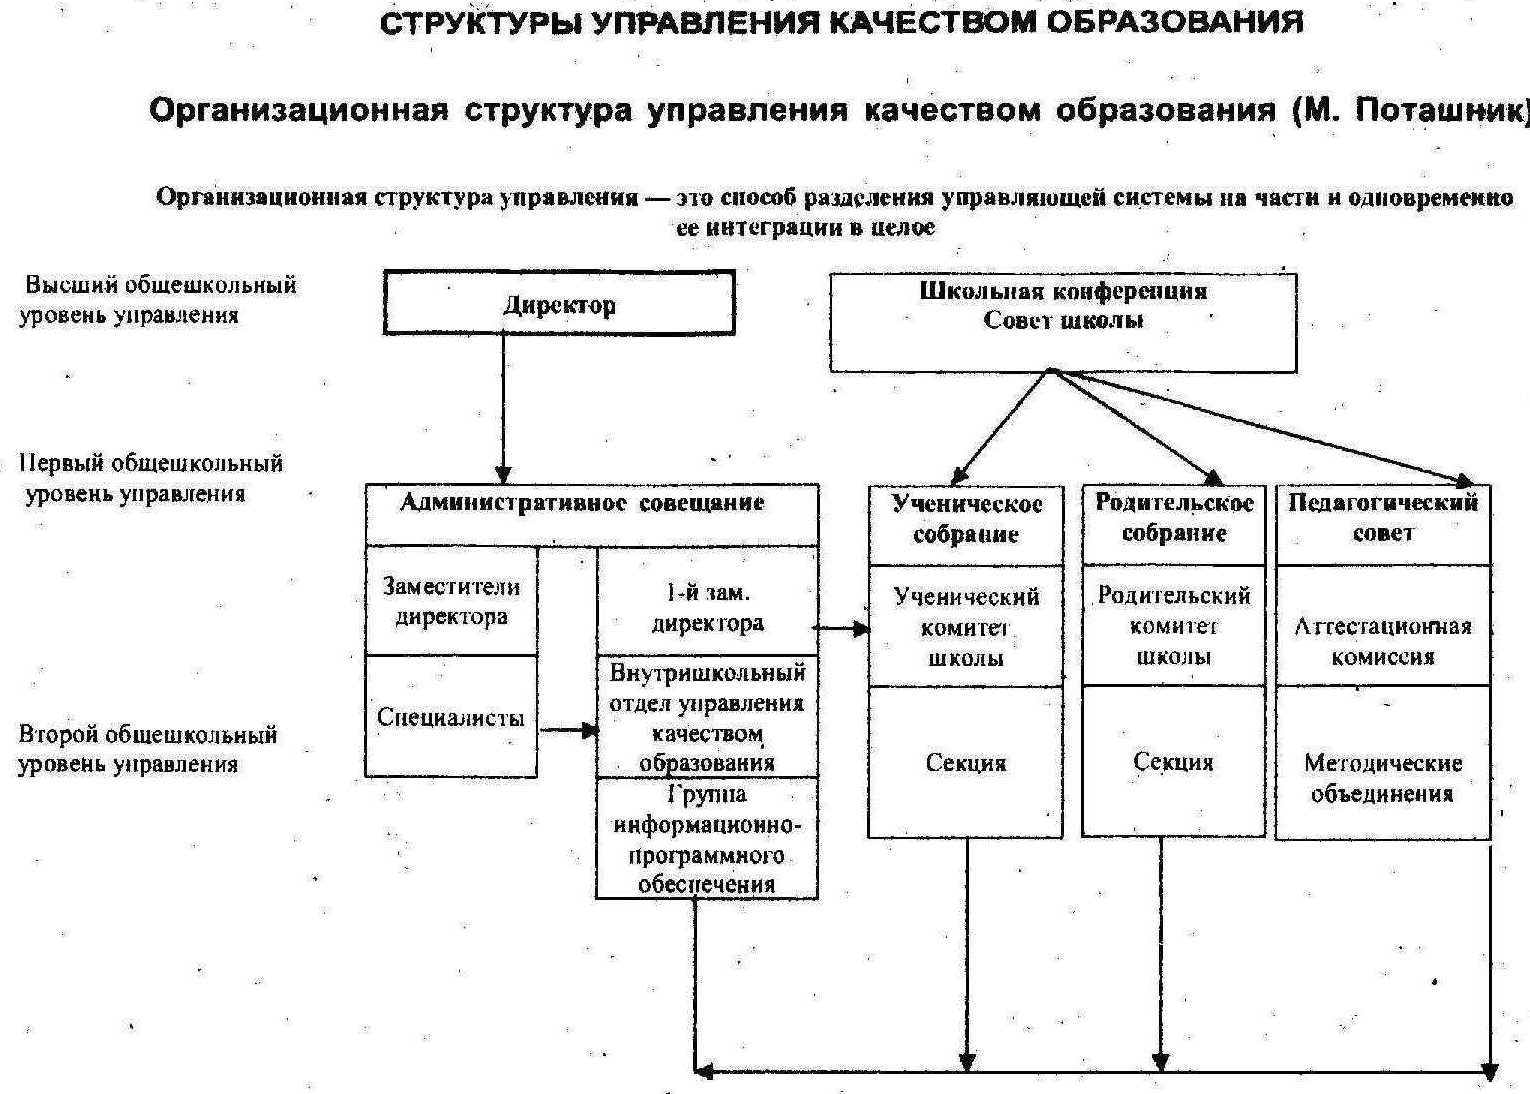 СТРУКТУРЫ УПРАВЛЕНИЯ КАЧЕСТВОМ ОБРАЗОВАНИЯ
Организационная структура управления качеством образования (М. Поташник)
Организационная структура управления — это способ разделения управляющей системы на части и одновременно
ее интеграции в целое
Высший общешкольный
уровень управления
Директор
Школьная конференция
Совет школы
Первый общешкольный
уровень управления
Административное совещание
Ученическое
собрание
Родительское
собрание
Педагогический
совет
Заместители
директора
1-й зам.
директора
Ученический
комитет
школы
Родительский
комитет
школы
Аттестационная
комиссия
Второй общешкольный
уровень управления
Специалисты
Внутришкольный
отдел управления
качеством
образования
Секция
Секция
Методические
объединения
Группа
информационно-
программного
обеспечения